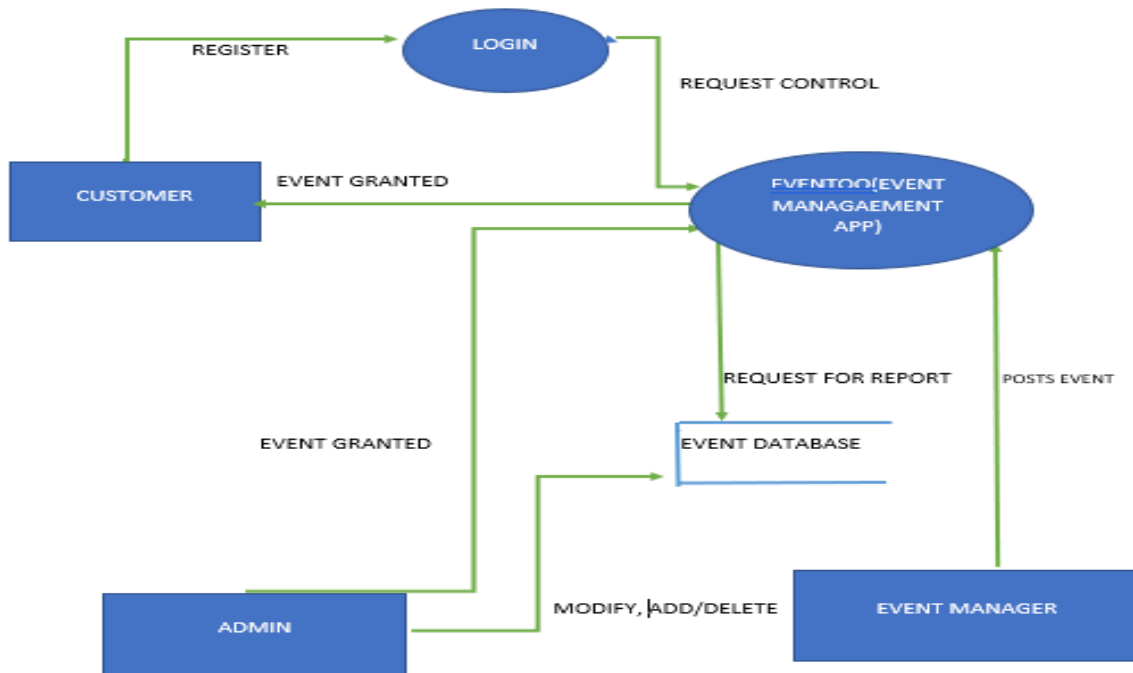 LOGIN
REGISTER
REQUEST CONTROL
CUSTOMER
EVENT GRANTED
EVENTOO(EVENT
MANAGAEMENT
APP)
REQUEST FOR REPORT
POSTS EVENT
EVENT GRANTED
EVENT DATABASE
MODIFY, ADD/DELETE
EVENT MANAGER
ADMIN